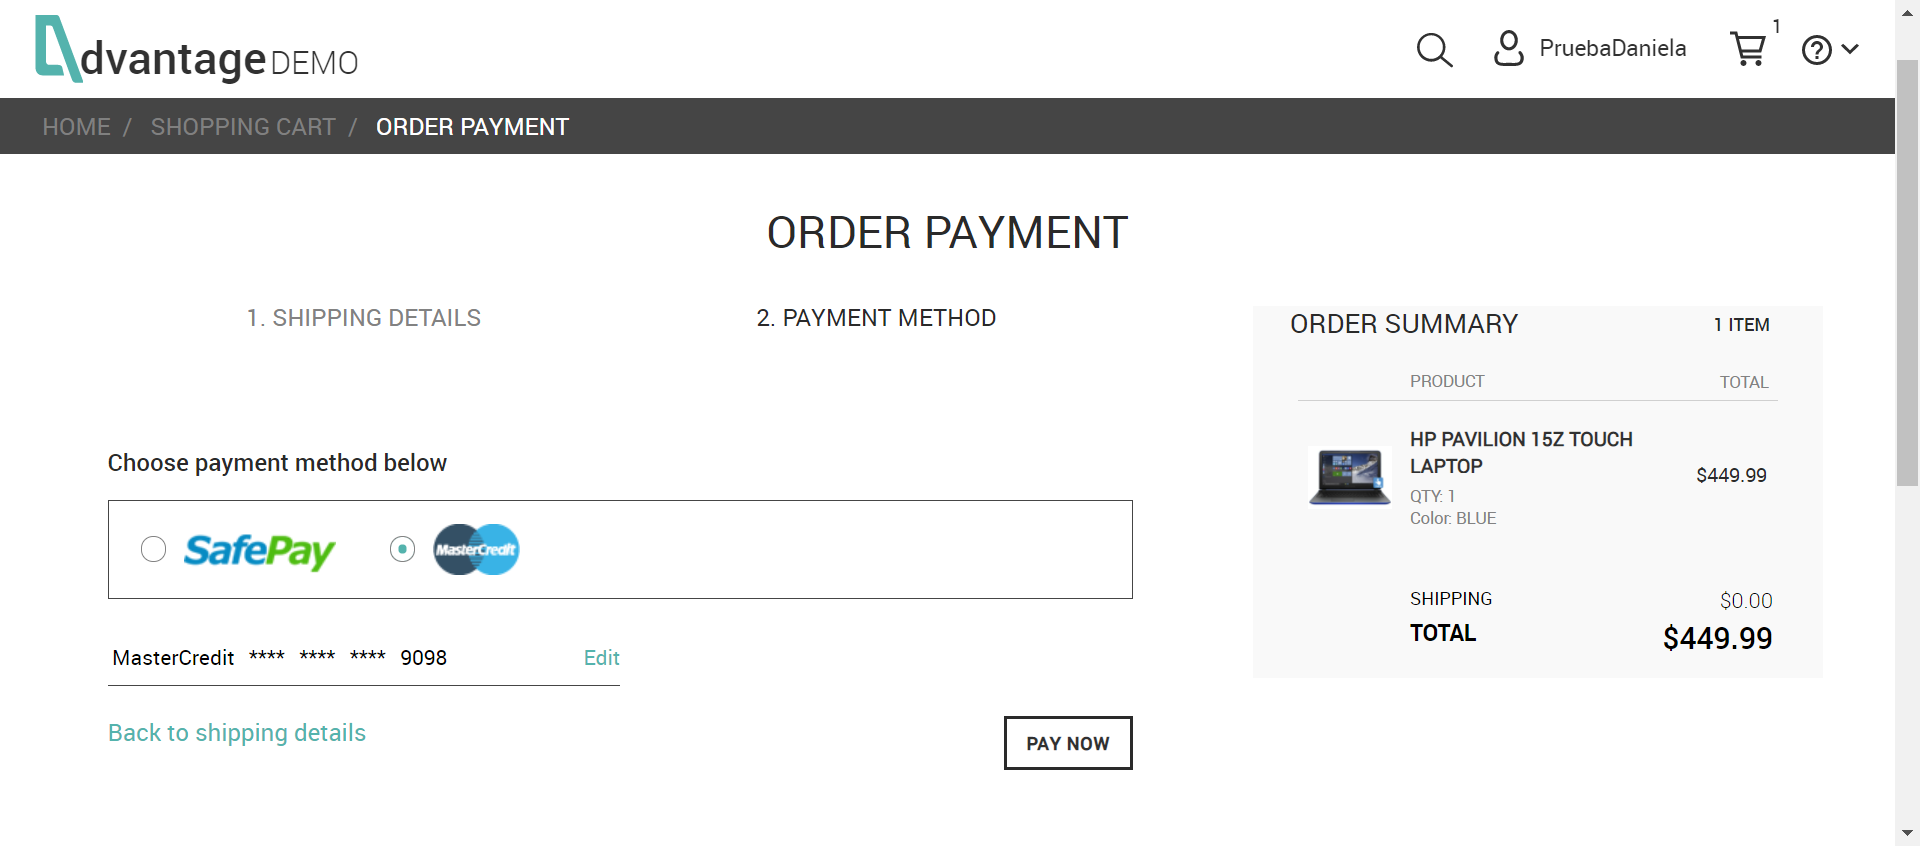 dvantage DEMO
PruebaDaniela
1
HOME / SHOPPING CART / ORDER PAYMENT
ORDER PAYMENT
1. SHIPPING DETAILS
2. PAYMENT METHOD
Choose payment method below
SafePay
MasterCredit
MasterCredit **** **** **** 9098
Edit
Back to shipping details
PAY NOW
ORDER SUMMARY
1 ITEM
PRODUCT
TOTAL
HP PAVILION 15Z TOUCH
LAPTOP
$449.99
QTY: 1
Color: BLUE
SHIPPING
$0.00
TOTAL
$449.99